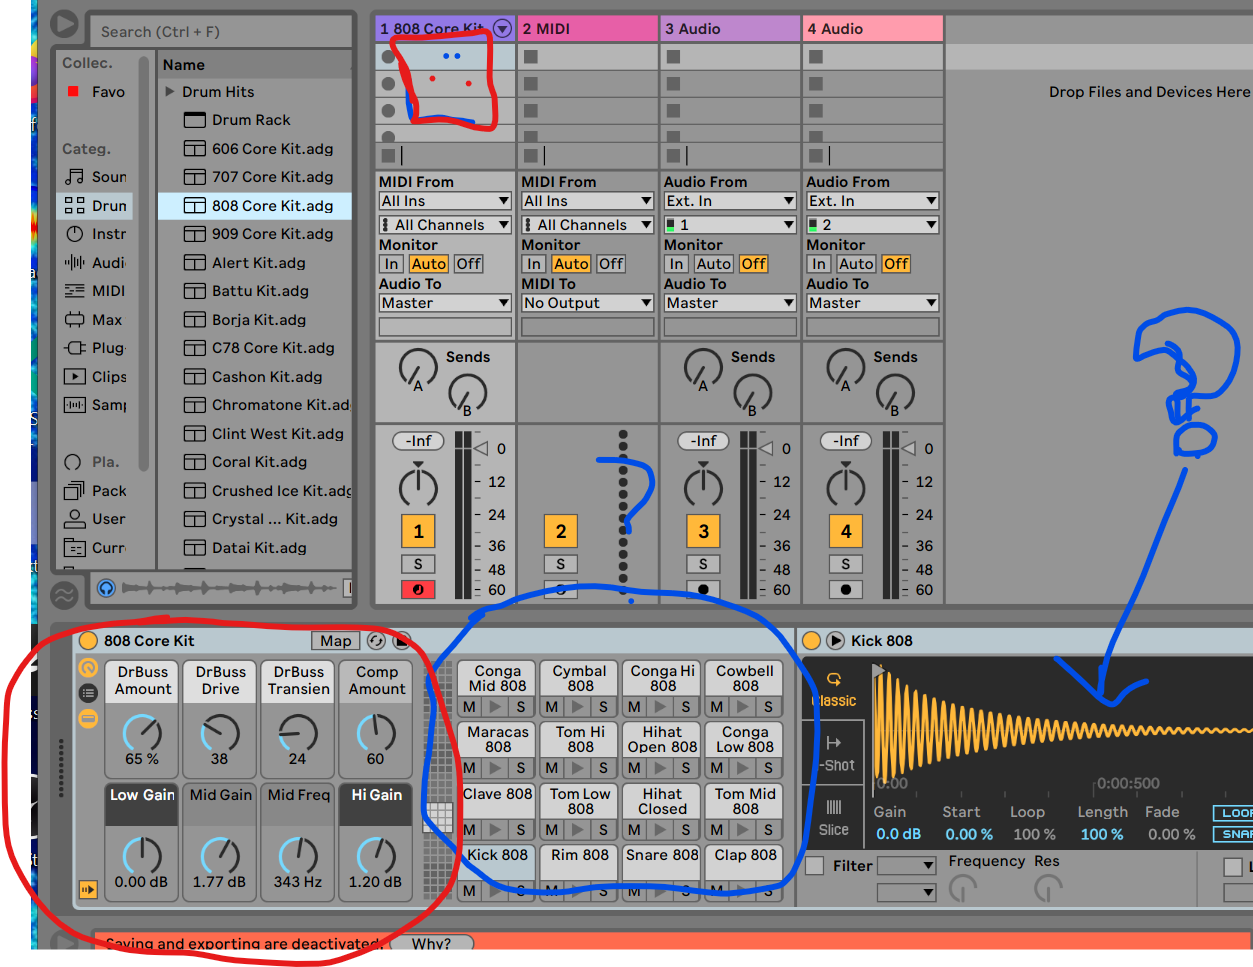 Search (Ctrl + F)
Collec.
Favo
Categ.
Soun
Drun
Instr
Audi
MIDI
Max
Plug-
Clips
Samp
Pla.
Pack
User
Curr
Name
Drum Hits
Drum Rack
606 Core Kit.adg
707 Core Kit.adg
808 Core Kit.adg
909 Core Kit.adg
Alert Kit.adg
Battu Kit.adg
Borja Kit.adg
C78 Core Kit.adg
Cashon Kit.adg
Chromatone Kit.ad
Clint West Kit.adg
Coral Kit.adg
Crushed Ice Kit.adg
Crystal ... Kit.adg
Datai Kit.adg
1 808 Core Kit 2 MIDI 3 Audio 4 Audio
Drop Files and Devices Here
MIDI From MIDI From Audio From Audio From
All Ins All Ins Ext. In Ext. In
All Channels All Channels 1 2
Monitor Monitor Monitor Monitor
In Auto Off In Auto Off In Auto Off In Auto Off
Audio To MIDI To Audio To Audio To
Master No Output Master Master
Sends Sends Sends
A A A
B B B
-Inf 0 -Inf 0 -Inf 0
12 12 12
24 24 24
1 2 3 4
36 36 36
S S S S
48 48 48
60 60 60
?
808 Core Kit Map
DrBuss Amount DrBuss Drive DrBuss Transien Comp Amount
65 % 38 24 60
Low Gain Mid Gain Mid Freq Hi Gain
0.00 dB 1.77 dB 343 Hz 1.20 dB
Conga Mid 808 Cymbal 808 Conga Hi 808 Cowbell 808
M S M S M S M S
Maracas 808 Tom Hi 808 Hihat Open 808 Conga Low 808
M S M S M S M S
Clave 808 Tom Low 808 Hihat Closed Tom Mid 808
M S M S M S M S
Kick 808 Rim 808 Snare 808 Clap 808
M S M S M S M S
Kick 808
Classic
-Shot
Slice
0:00 0:00:500
Gain Start Loop Length Fade LOOP
0.0 dB 0.00 % 100 % 100 % 0.00 % SNAP
Filter Frequency Res L
Saving and exporting are deactivated. Why?